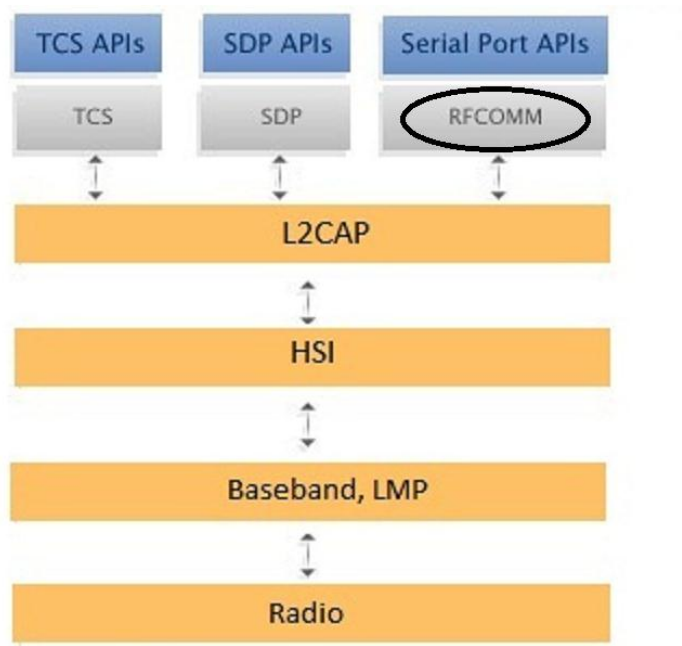 TCS APIs
SDP APIs
Serial Port APIs
TCS
SDP
RFCOMM
L2CAP
HSI
Baseband, LMP
Radio